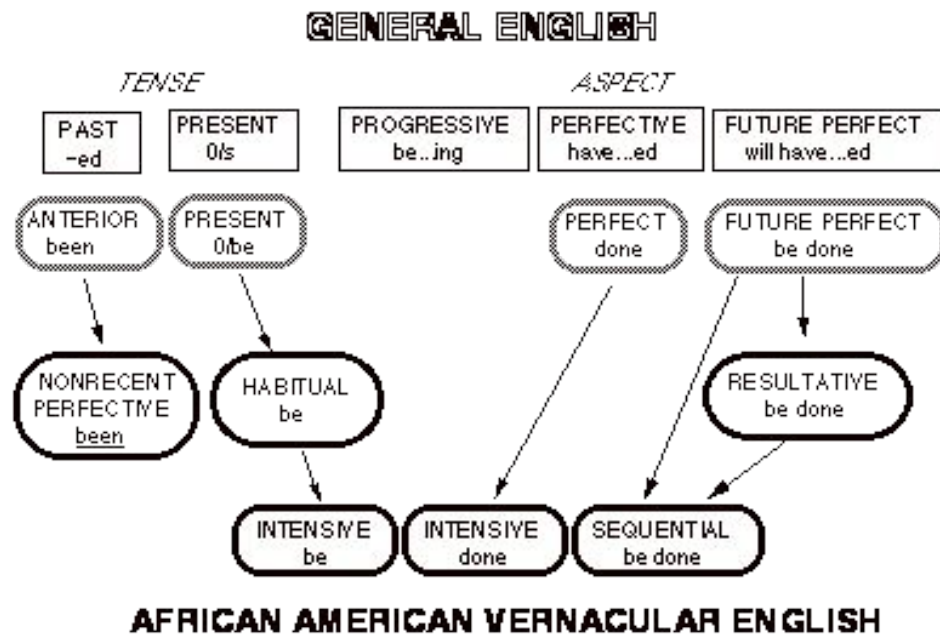 GENERAL ENGLISH
TENSE
ASPECT
PAST
-ed
PRESENT
0/s
PROGRESSIVE
be...ing
PERFECTIVE
have...ed
FUTURE PERFECT
will have...ed
ANTERIOR
been
PRESENT
0/be
PERFECT
done
FUTURE PERFECT
be done
NONRECENT
PERFECTIVE
been
HABITUAL
be
RESULTATIVE
be done
INTENSIVE
be
INTENSIVE
done
SEQUENTIAL
be done
AFRICAN AMERICAN VERNACULAR ENGLISH